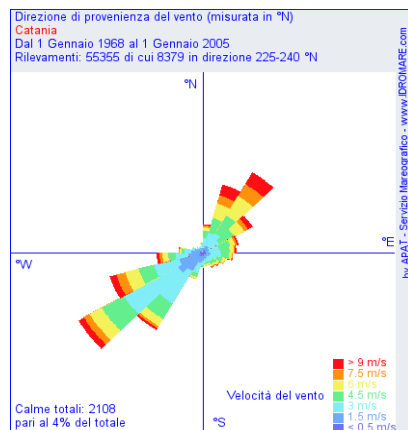 Direzione di provenienza del vento (misurata in °N)
Catania
Dal 1 Gennaio 1968 al 1 Gennaio 2005
Rilevamenti: 55355 di cui 8379 in direzione 225-240 °N
°N
°E
°W
°S
by APAT - Servizio Mareografico - www.IDROMARE.com
Velocità del vento
> 9 m/s
7.5 m/s
6 m/s
4.5 m/s
3 m/s
1.5 m/s
< 0.5 m/s
Calme totali: 2108
pari al 4% del totale